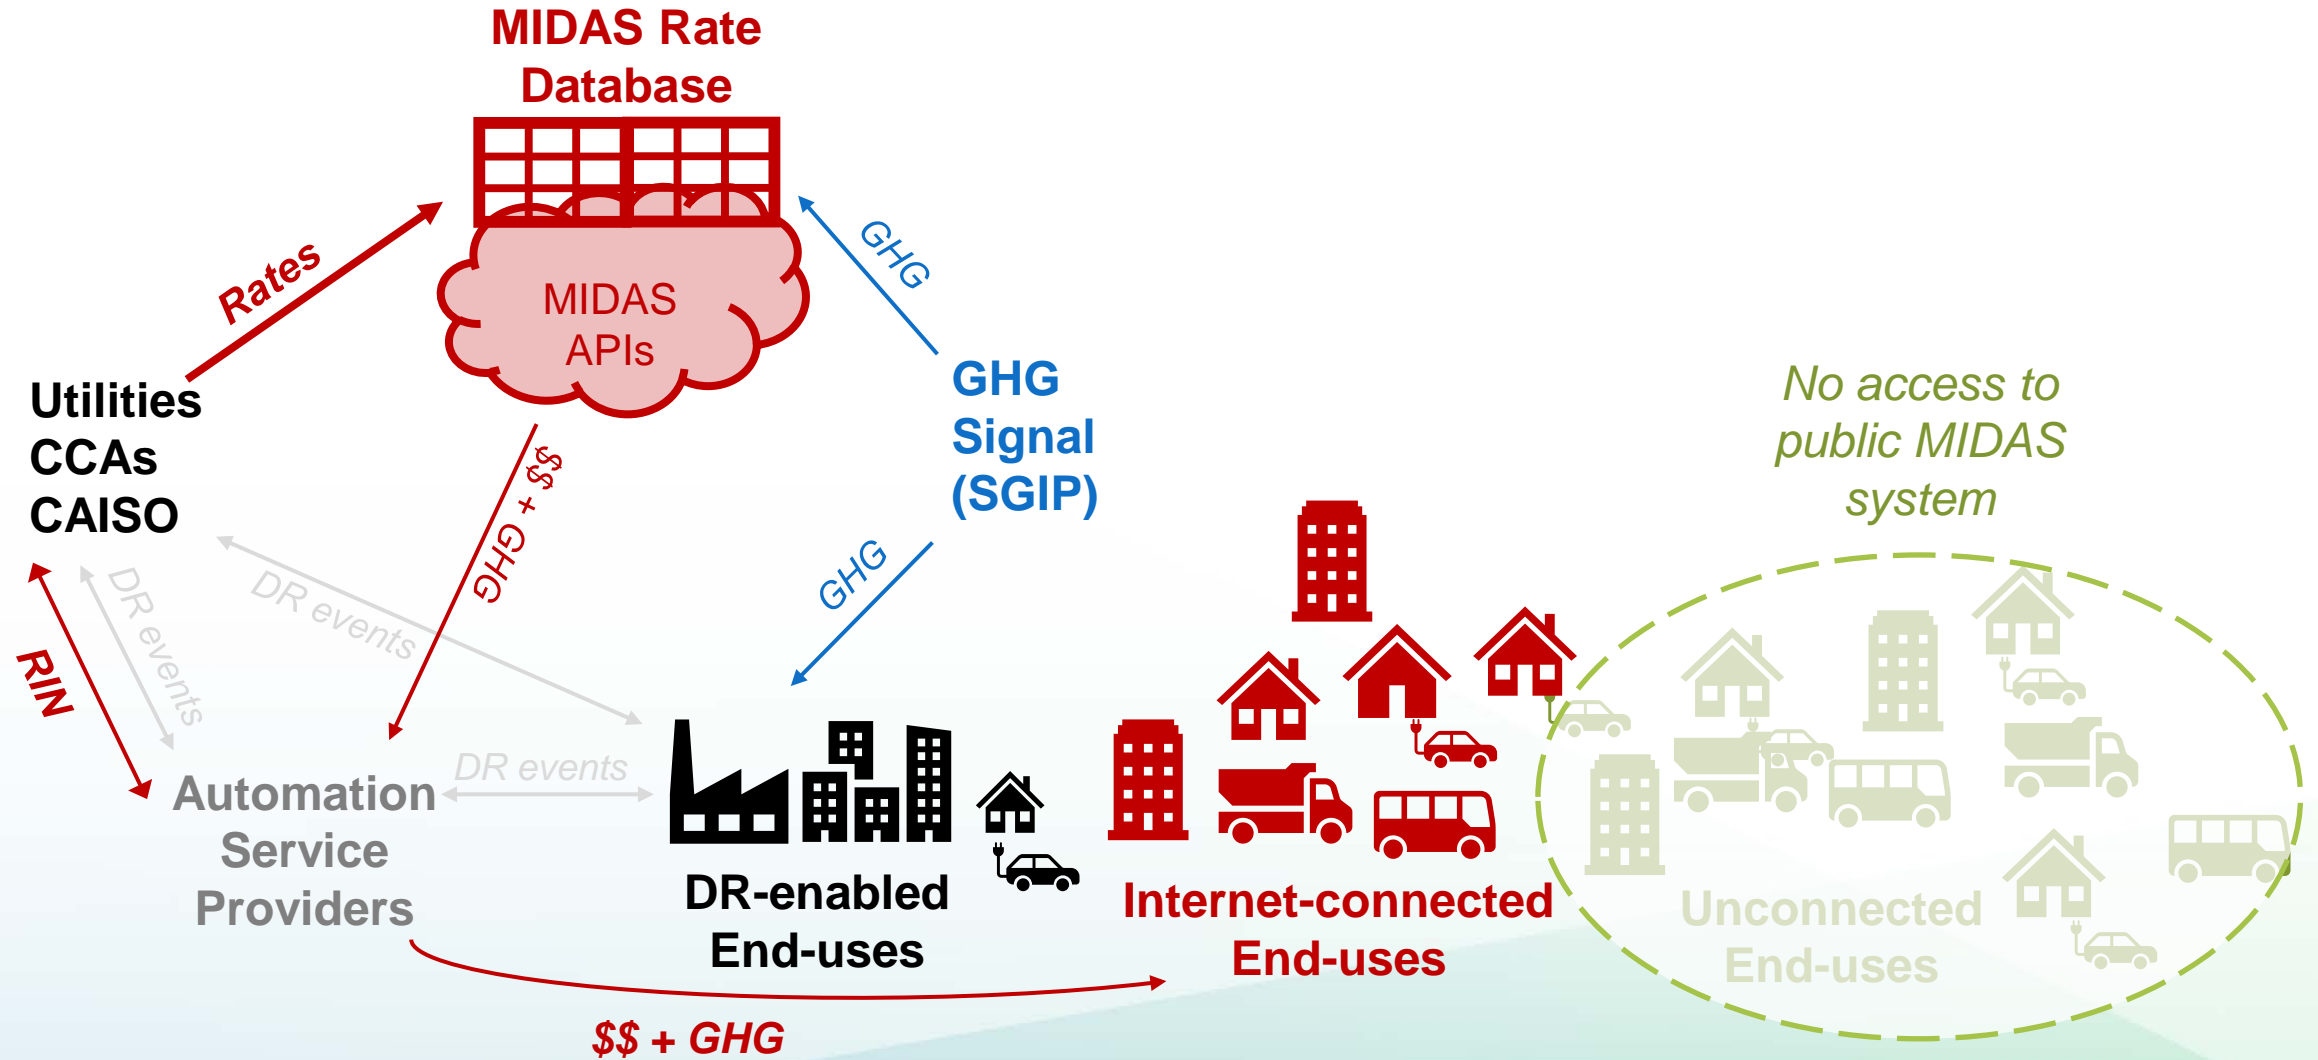 MIDAS Rate
Database
MIDAS
APIs
Rates
GHG
GHG
Signal
(SGIP)
Utilities
CCAs
CAISO
No access to
public MIDAS
system
$$ + GHG
GHG
DR events
DR events
RIN
DR events
Automation
Service
Providers
DR-enabled
End-uses
Internet-connected
End-uses
Unconnected
End-uses
$$ + GHG